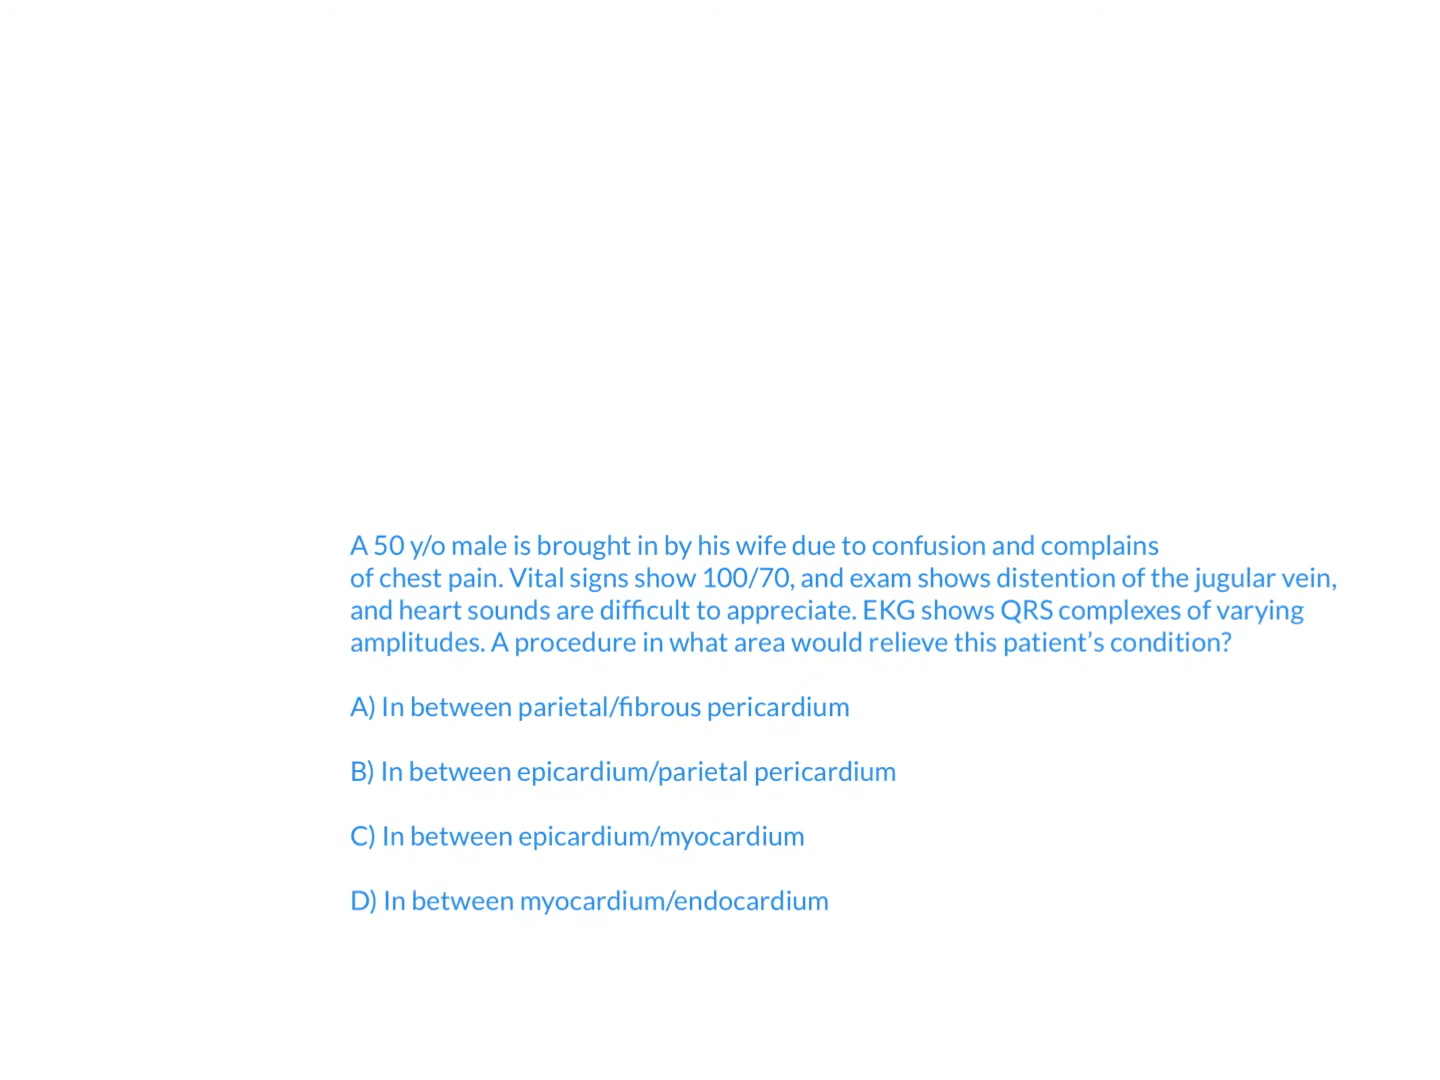 A 50 y/o male is brought in by his wife due to confusion and complains
of chest pain. Vital signs show 100/70, and exam shows distention of the jugular vein,
and heart sounds are difficult to appreciate. EKG shows QRS complexes of varying
amplitudes. A procedure in what area would relieve this patient’s condition?
A) In between parietal/fibrous pericardium
B) In between epicardium/parietal pericardium
C) In between epicardium/myocardium
D) In between myocardium/endocardium